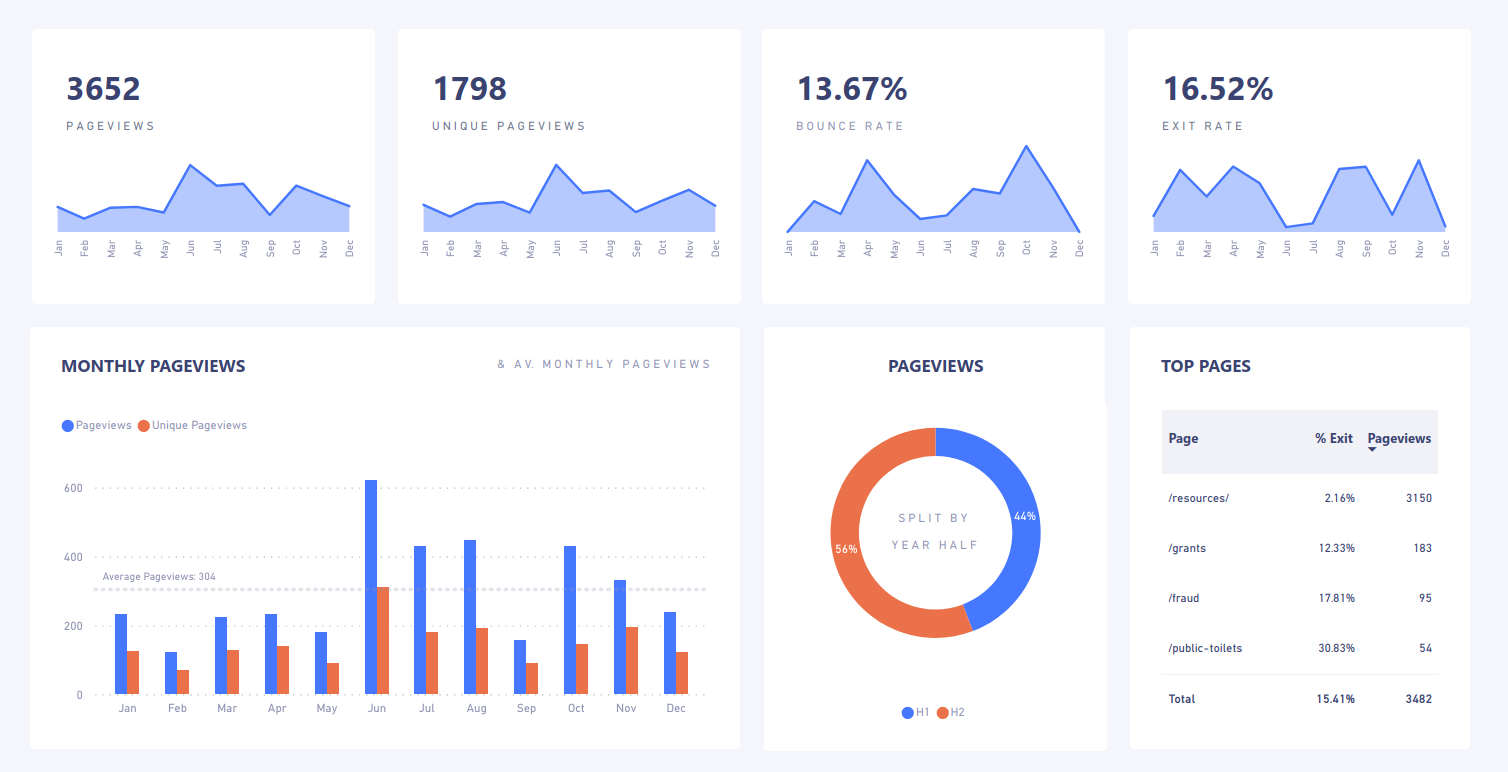 3652
PAGEVIEWS
Jan Feb Mar Apr May Jun Jul Aug Sep Oct Nov Dec
1798
UNIQUE PAGEVIEWS
Jan Feb Mar Apr May Jun Jul Aug Sep Oct Nov Dec
13.67%
BOUNCE RATE
Jan Feb Mar Apr May Jun Jul Aug Sep Oct Nov Dec
16.52%
EXIT RATE
Jan Feb Mar Apr May Jun Jul Aug Sep Oct Nov Dec
MONTHLY PAGEVIEWS
& AV. MONTHLY PAGEVIEWS
Pageviews Unique Pageviews
600
400
Average Pageviews: 304
200
0
Jan Feb Mar Apr May Jun Jul Aug Sep Oct Nov Dec
PAGEVIEWS
SPLIT BY
YEAR HALF
44%
56%
H1 H2
TOP PAGES
Page % Exit Pageviews
/resources/ 2.16% 3150
/grants 12.33% 183
/fraud 17.81% 95
/public-toilets 30.83% 54
Total 15.41% 3482